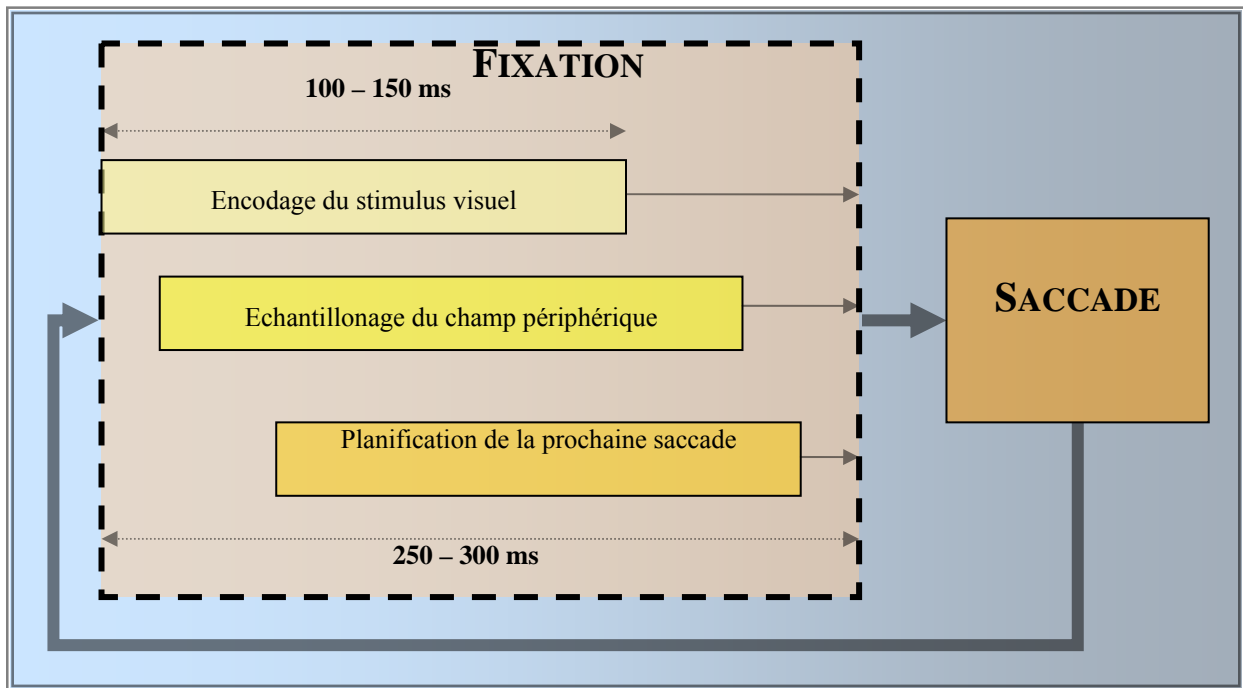 FIXATION
100 – 150 ms
Encodage du stimulus visuel
Echantillonage du champ périphérique
SACCADE
Planification de la prochaine saccade
250 – 300 ms